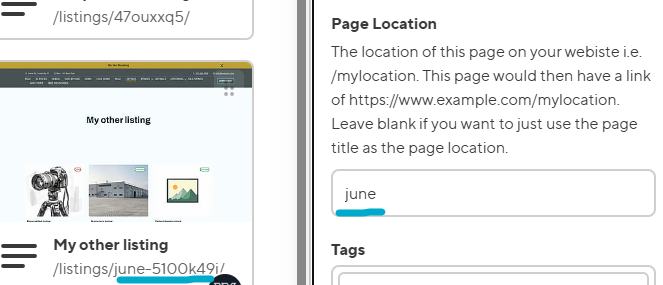 /listings/47ouxxq5/
My other listing
My other listing
/listings/june-5100k49i/
Page Location
The location of this page on your webiste i.e.
/mylocation. This page would then have a link
of https://www.example.com/mylocation.
Leave blank if you want to just use the page
title as the page location.
june
Tags